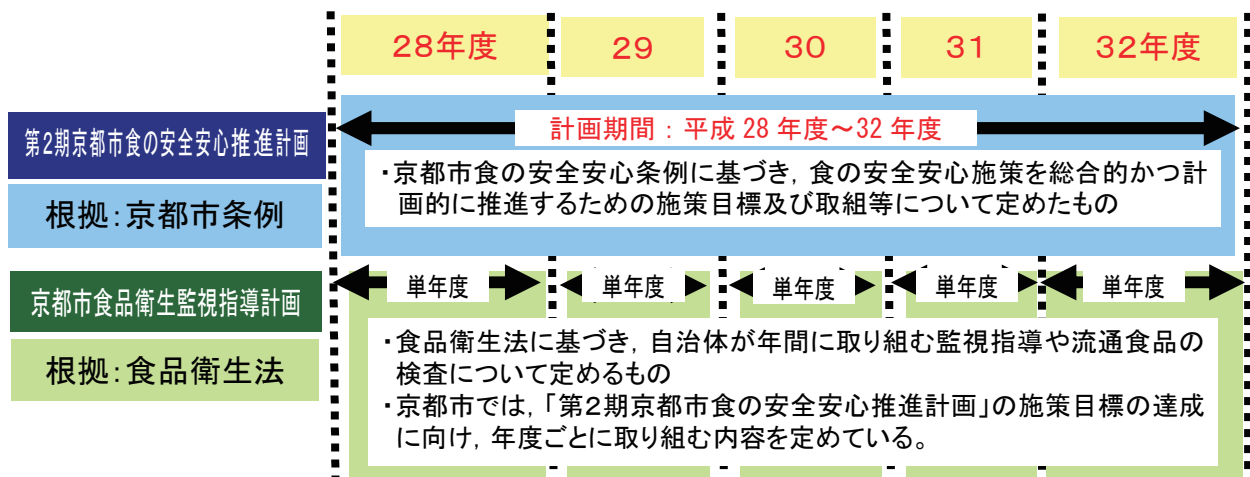 28年度
29
30
31
32年度
第2期京都市食の安全安心推進計画
根拠：京都市条例
計画期間：平成 28 年度～32 年度
・京都市食の安全安心条例に基づき，食の安全安心施策を総合的かつ計
画的に推進するための施策目標及び取組等について定めたもの
京都市食品衛生監視指導計画
根拠：食品衛生法
単年度
単年度
単年度
単年度
単年度
・食品衛生法に基づき，自治体が年間に取り組む監視指導や流通食品の
検査について定めるもの
・京都市では，「第２期京都市食の安全安心推進計画」の施策目標の達成
に向け，年度ごとに取り組む内容を定めている。